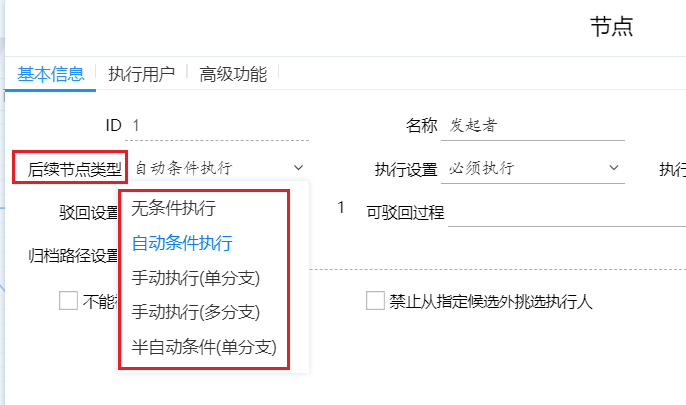 节点
基本信息 执行用户 高级功能
ID 1 名称 发起者
后续节点类型 自动条件执行 执行设置 必须执行 执行
驳回设置 1 可驳回过程
无条件执行
归档路径设置
自动条件执行
手动执行(单分支)
不能 禁止从指定候选外挑选执行人
手动执行(多分支)
半自动条件(单分支)